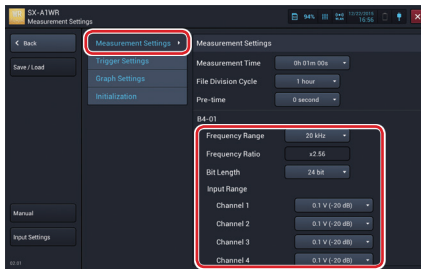 SX-A1WR
Measurement Settings
94%
16:56
Back
Save / Load
Manual
Input Settings
Measurement Settings
Trigger Settings
Graph Settings
Initialization
Measurement Settings
Measurement Time 0h 01m 00s
File Division Cycle 1 hour
Pre-time 0 second
B4-01
Frequency Range 20 kHz
Frequency Ratio x2.56
Bit Length 24 bit
Input Range
Channel 1 0.1 V (-20 dB)
Channel 2 0.1 V (-20 dB)
Channel 3 0.1 V (-20 dB)
Channel 4 0.1 V (-20 dB)